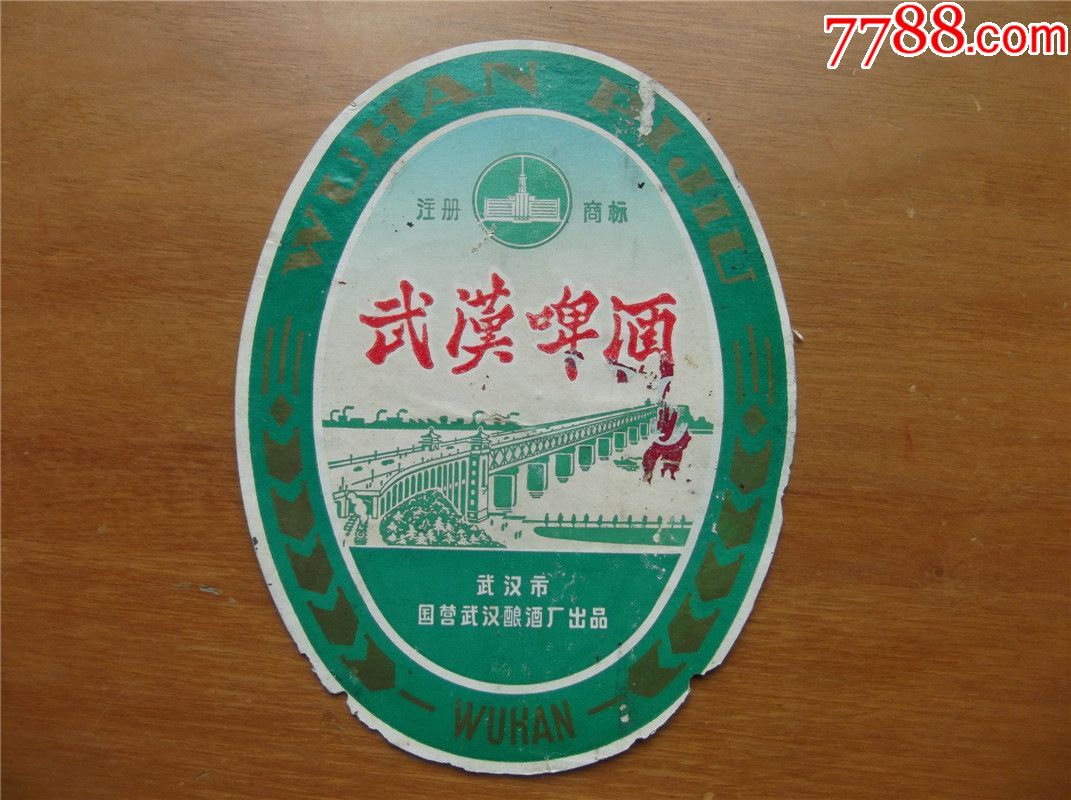 7788.com
WUHAN PIJIU
注册 商标
武漢啤酒
武汉市
国营武汉酿酒厂出品
WUHAN